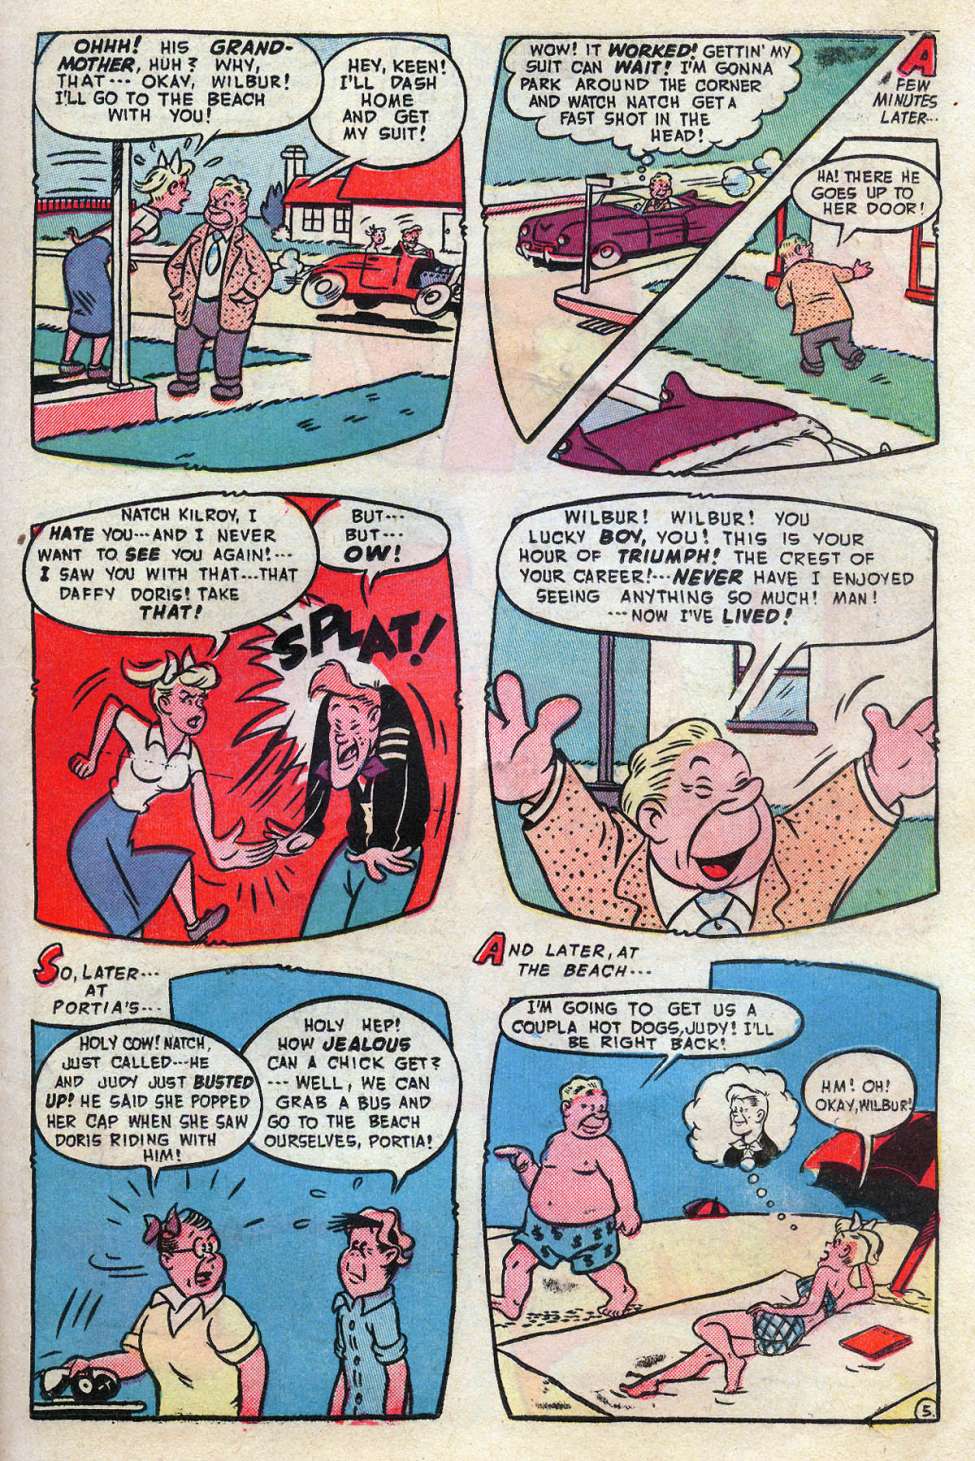 OHHH! HIS GRAND-
MOTHER, HUH? WHY,
THAT--- OKAY, WILBUR!
I'LL GO TO THE BEACH
WITH YOU!
HEY, KEEN!
I'LL DASH
HOME
AND GET
MY SUIT!
WOW! IT WORKED! GETTIN' MY
SUIT CAN WAIT! I'M GONNA
PARK AROUND THE CORNER
AND WATCH NATCH GET A
FAST SHOT IN THE
HEAD!
A
FEW
MINUTES
LATER---
HA! THERE HE
GOES UP TO
HER DOOR!
NATCH KILROY, I
HATE YOU---AND I NEVER
WANT TO SEE YOU AGAIN!---
I SAW YOU WITH THAT---THAT
DAFFY DORIS! TAKE
THAT!
BUT---
BUT---
OW!
SPLAT!
WILBUR! WILBUR! YOU
LUCKY BOY, YOU! THIS IS YOUR
HOUR OF TRIUMPH! THE CREST OF
YOUR CAREER!---NEVER HAVE I ENJOYED
SEEING ANYTHING SO MUCH! MAN!
---NOW I'VE LIVED!
SO, LATER---
AT
PORTIA'S---
HOLY COW! NATCH,
JUST CALLED---HE
AND JUDY JUST BUSTED
UP! HE SAID SHE POPPED
HER CAP WHEN SHE SAW
DORIS RIDING WITH
HIM!
HOLY HEP!
HOW JEALOUS
CAN A CHICK GET?
---WELL, WE CAN
GRAB A BUS AND
GO TO THE BEACH
OURSELVES, PORTIA!
AND LATER, AT
THE BEACH---
I'M GOING TO GET US A
COUPLA HOT DOGS, JUDY! I'LL
BE RIGHT BACK!
HM! OH!
OKAY, WILBUR!
5